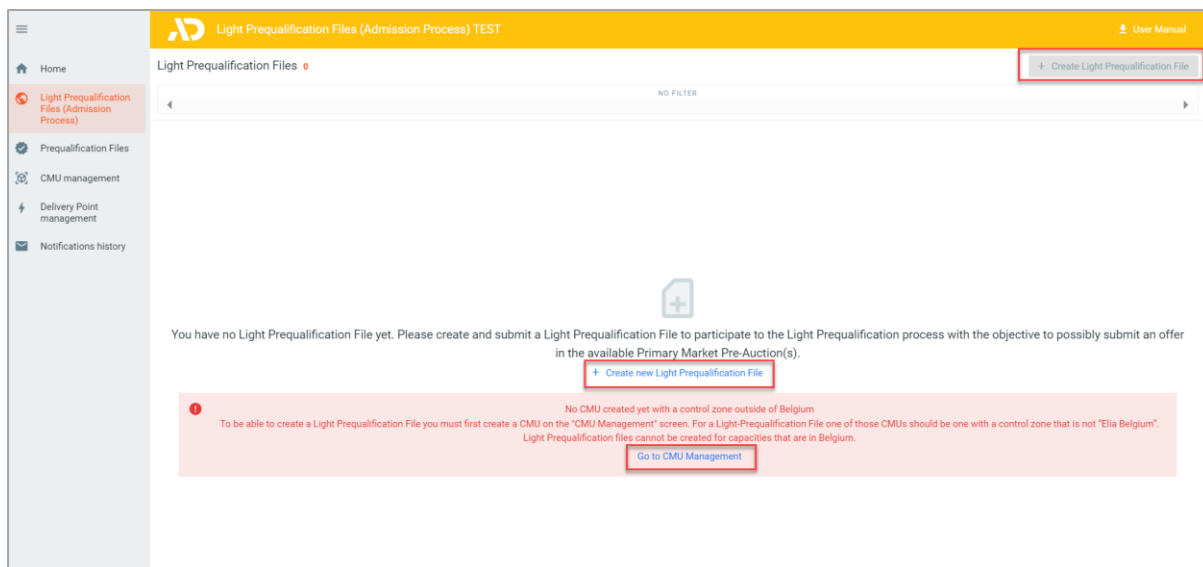 Light Prequalification Files (Admission Process) TEST
User Manual
Home
Light Prequalification
Files (Admission
Process)
Prequalification Files
CMU management
Delivery Point
management
Notifications history
Light Prequalification Files 0
+ Create Light Prequalification File
NO FILTER
You have no Light Prequalification File yet. Please create and submit a Light Prequalification File to participate to the Light Prequalification process with the objective to possibly submit an offer
in the available Primary Market Pre-Auction(s).
+ Create new Light Prequalification File
No CMU created yet with a control zone outside of Belgium
To be able to create a Light Prequalification File you must first create a CMU on the "CMU Management" screen. For a Light-Prequalification File one of those CMUs should be one with a control zone that is not "Elia Belgium".
Light Prequalification files cannot be created for capacities that are in Belgium.
Go to CMU Management